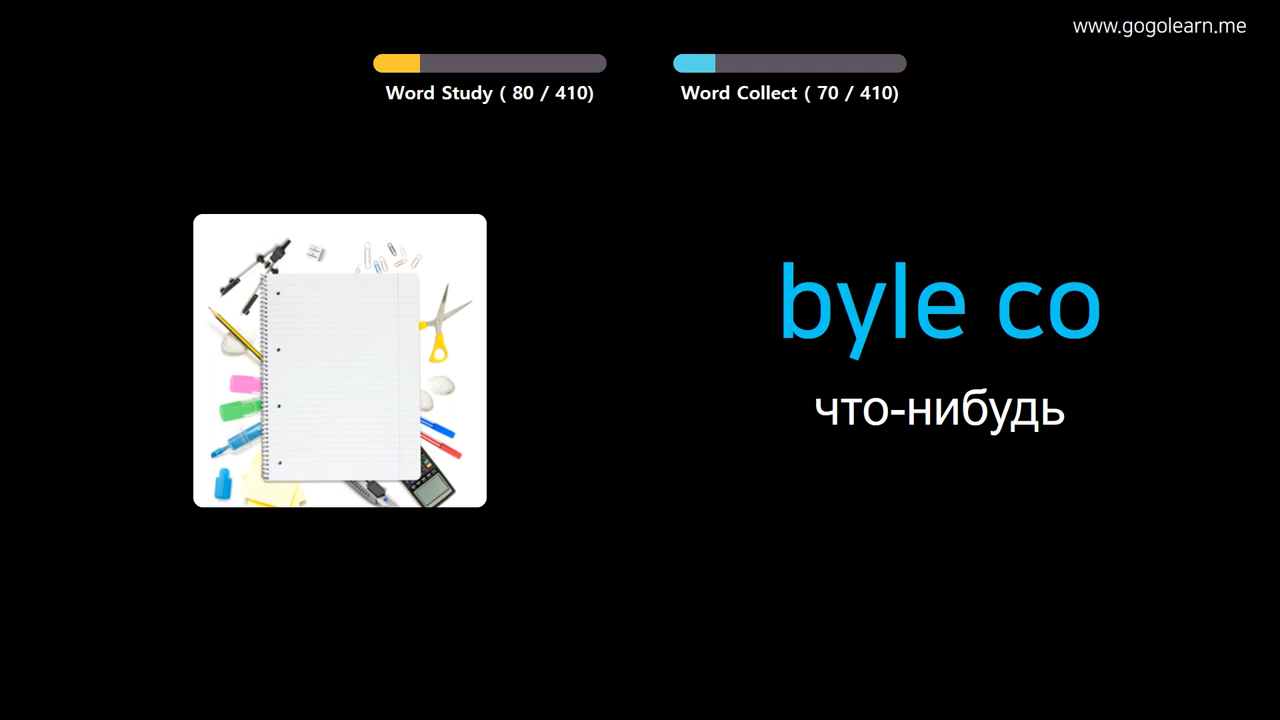 www.gogolearn.me
Word Study ( 80 / 410)
Word Collect ( 70 / 410)
byle co
что-нибудь